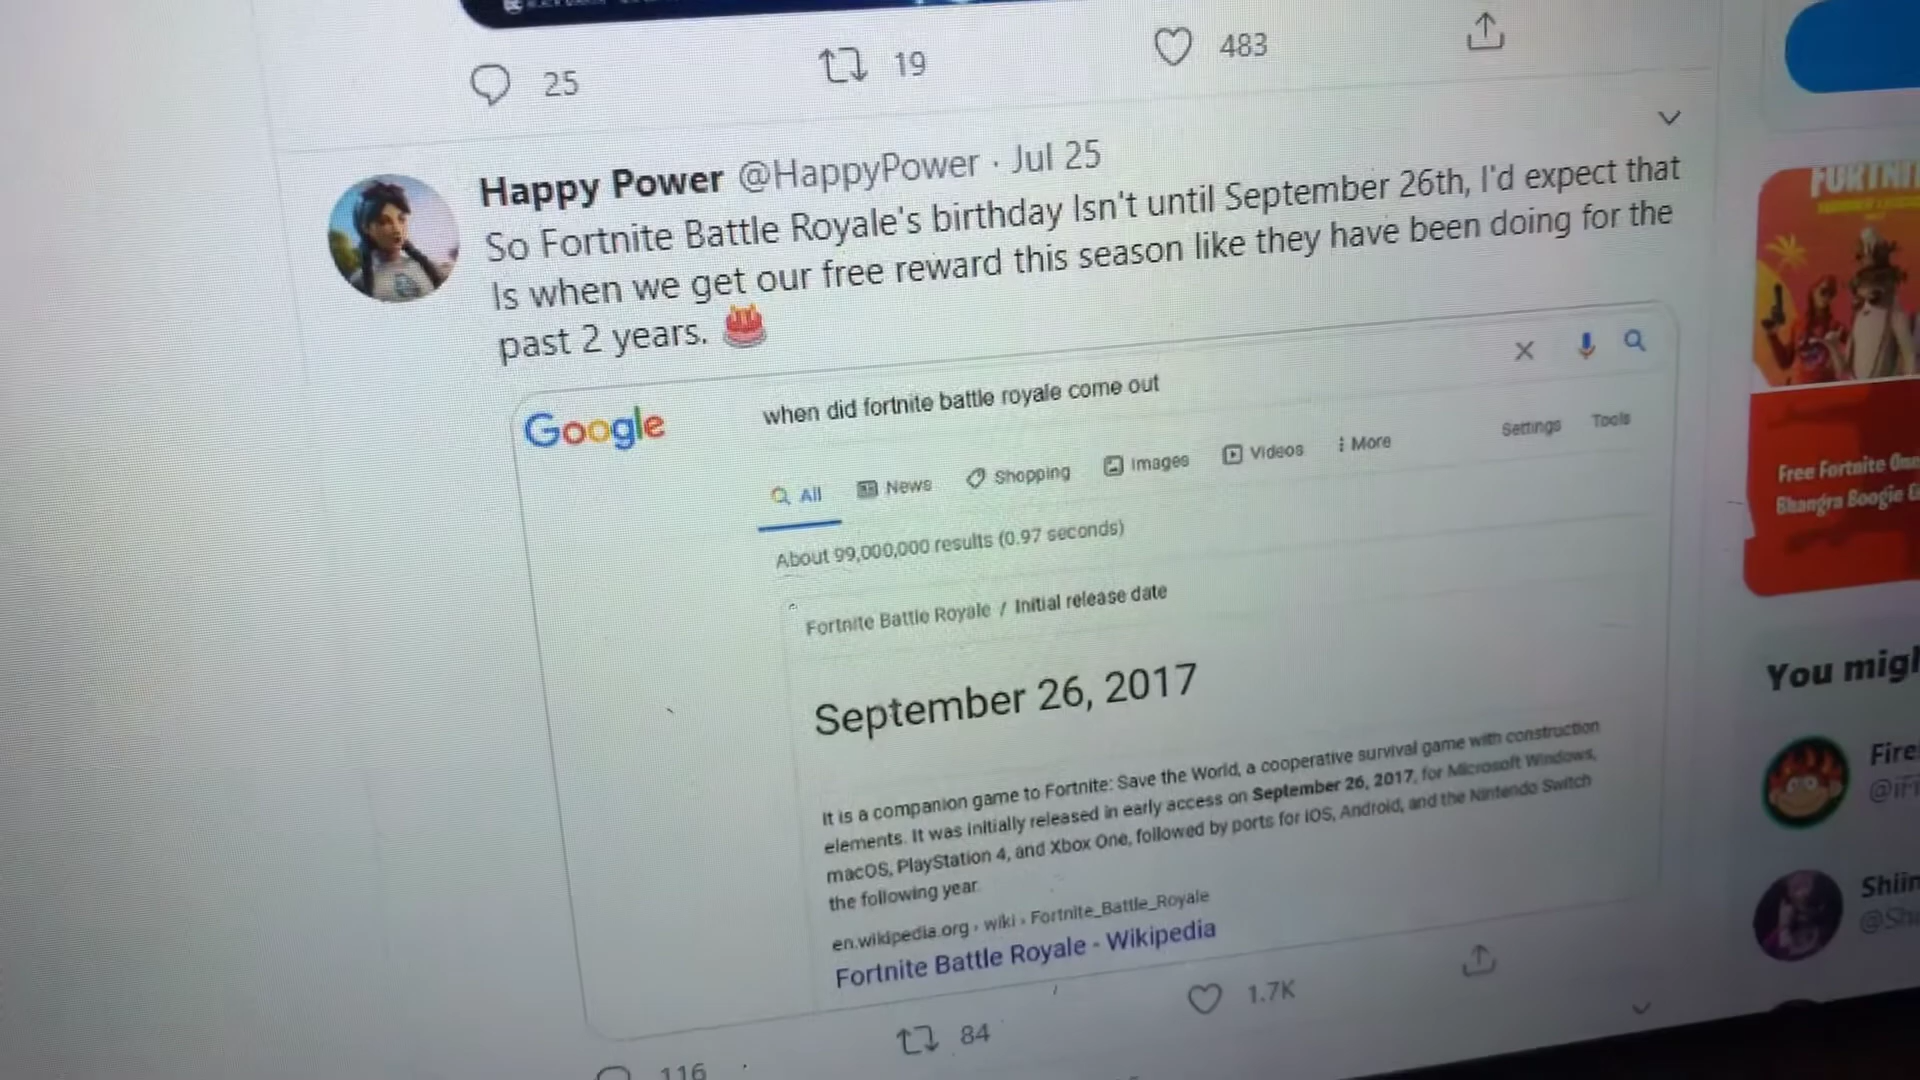 25 19 483
Happy Power @HappyPower · Jul 25
So Fortnite Battle Royale's birthday Isn't until September 26th, I'd expect that
Is when we get our free reward this season like they have been doing for the
past 2 years. 🎂
Google
when did fortnite battle royale come out
All News Shopping Images Videos More Settings Tools
About 99,000,000 results (0.97 seconds)
Fortnite Battle Royale / Initial release date
September 26, 2017
It is a companion game to Fortnite: Save the World, a cooperative survival game with construction
elements. It was initially released in early access on September 26, 2017, for Microsoft Windows,
macOS, PlayStation 4, and Xbox One, followed by ports for iOS, Android, and the Nintendo Switch
the following year.
en.wikipedia.org › wiki › Fortnite_Battle_Royale
Fortnite Battle Royale - Wikipedia
116 84 1.7K
Free Fortnite
Bhangra Boogie
You